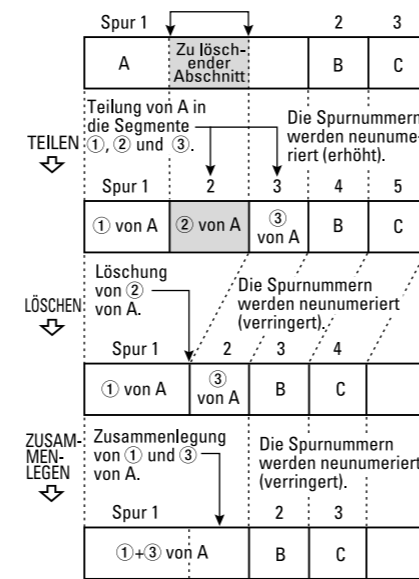 Spur 1 2 3
A
Zu lösch-
ender
Abschnitt
B C
TEILEN
Teilung von A in
die Segmente
①, ② und ③.
Die Spurnummern
werden neunume-
riert (erhöht).
Spur 1 2 3 4 5
① von A ② von A ③
von A B C
LÖSCHEN
Löschung
von ②
von A.
Die Spurnummern
werden neunumeriert
(verringert).
Spur 1 2 3 4
① von A ③
von A B C
ZUSAM-
MEN-
LEGEN
Zusammenlegung
von ① und ③
von A.
Die Spurnummern
werden neunumeriert
(verringert).
Spur 1 2 3
①+③ von A B C